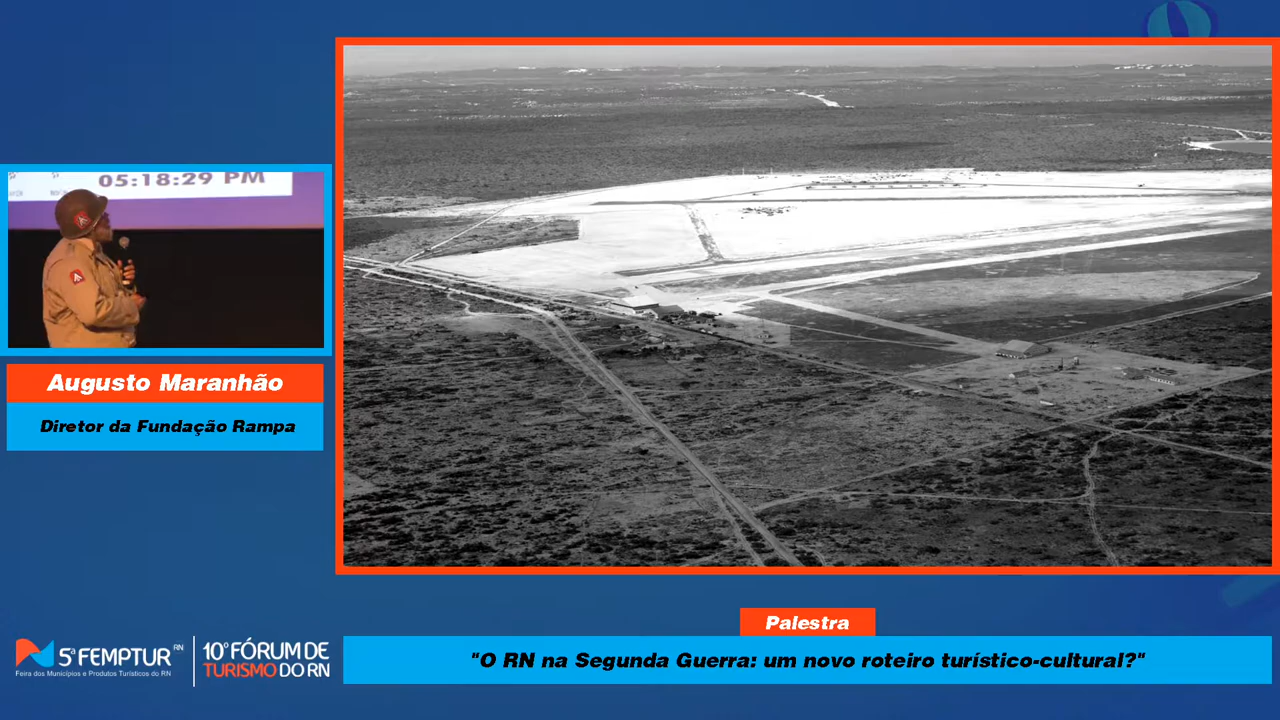 05:18:29 PM
Augusto Maranhão
Diretor da Fundação Rampa
5ª FEMPTUR RN
Feira dos Municípios e Produtos Turísticos do RN
10º FÓRUM DE
TURISMO DO RN
Palestra
"O RN na Segunda Guerra: um novo roteiro turístico-cultural?"